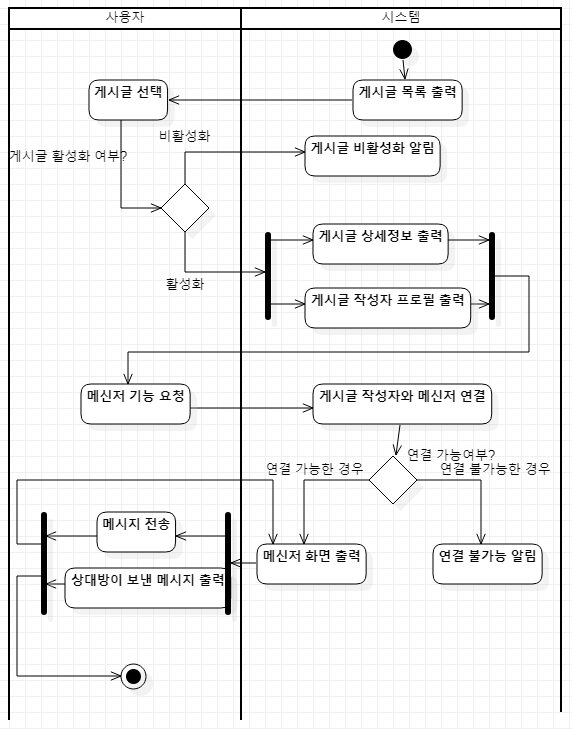 사용자
시스템
게시글 선택
게시글 목록 출력
비활성화
게시글 활성화 여부?
게시글 비활성화 알림
게시글 상세정보 출력
활성화
게시글 작성자 프로필 출력
메신저 기능 요청
게시글 작성자와 메신저 연결
연결 가능여부?
연결 가능한 경우
연결 불가능한 경우
메시지 전송
메신저 화면 출력
연결 불가능 알림
상대방이 보낸 메시지 출력